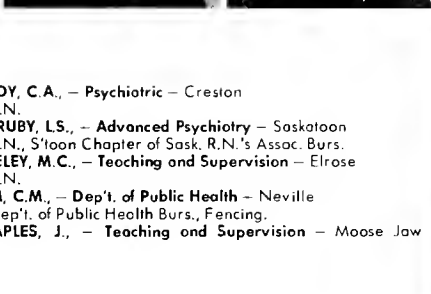 DY, C.A., – Psychiatric – Creston
.N.
RUBY, L.S., – Advanced Psychiatry – Saskatoon
.N., S'toon Chapter of Sask. R.N.'s Assoc. Burs.
ELEY, M.C., – Teaching and Supervision – Elrose
.N.
, C.M., – Dep't. of Public Health – Neville
ep't. of Public Health Burs., Fencing.
APLES, J., – Teaching and Supervision – Moose Jaw